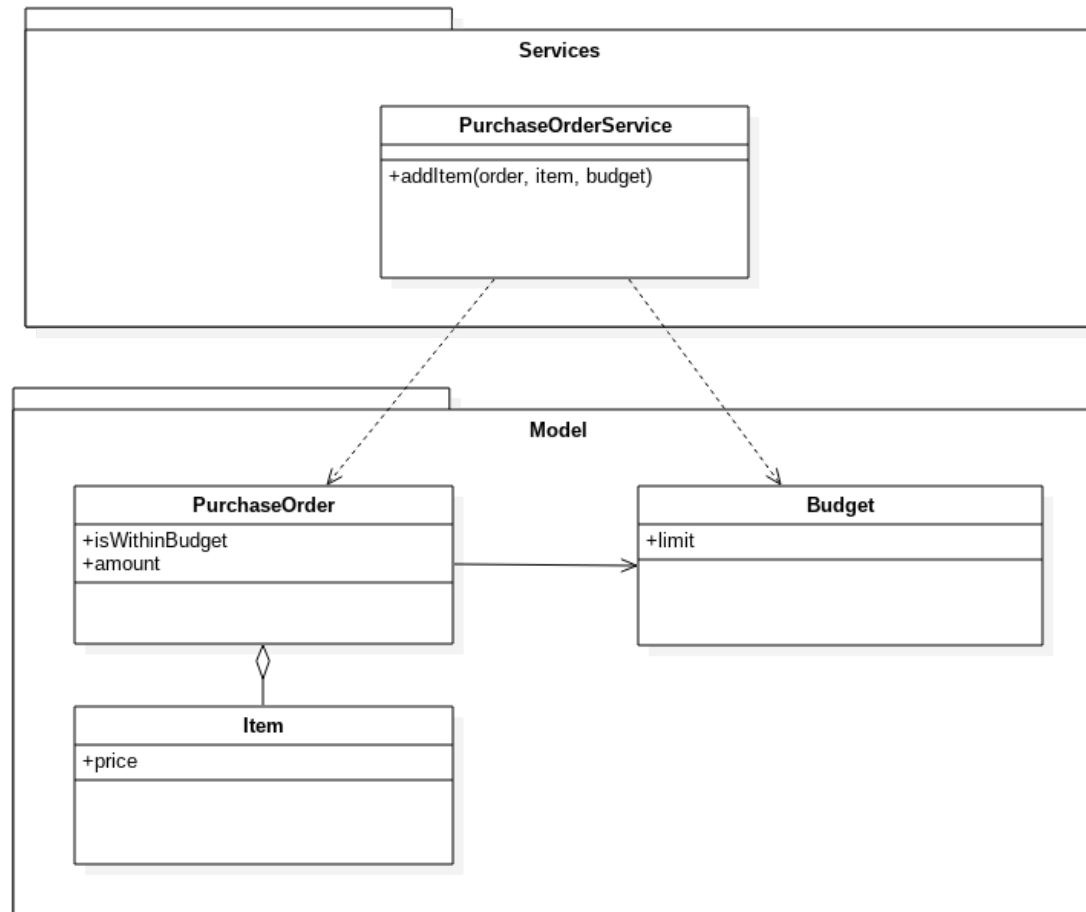 Services
PurchaseOrderService
+addItem(order, item, budget)
Model
PurchaseOrder
+isWithinBudget
+amount
Budget
+limit
Item
+price